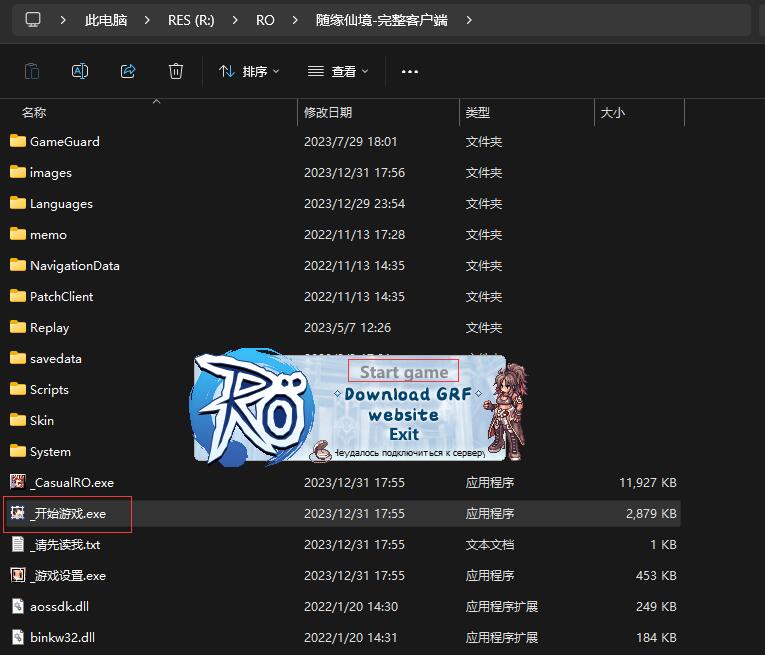 此电脑 > RES (R:) > RO > 随缘仙境-完整客户端 >
排序 查看 ...
名称 修改日期 类型 大小
GameGuard 2023/7/29 18:01 文件夹
images 2023/12/31 17:56 文件夹
Languages 2023/12/29 23:54 文件夹
memo 2022/11/13 17:28 文件夹
NavigationData 2022/11/13 14:35 文件夹
PatchClient 2022/11/13 14:35 文件夹
Replay 2023/5/7 12:26 文件夹
savedata
Scripts
Skin
System
RÖ
Start game
Download GRF
website
Exit
Неудалось подключиться к серверу
_CasualRO.exe 2023/12/31 17:55 应用程序 11,927 KB
_开始游戏.exe 2023/12/31 17:55 应用程序 2,879 KB
_请先读我.txt 2023/12/31 17:55 文本文档 1 KB
_游戏设置.exe 2023/12/31 17:55 应用程序 453 KB
aossdk.dll 2022/1/20 14:30 应用程序扩展 249 KB
binkw32.dll 2022/1/20 14:31 应用程序扩展 184 KB